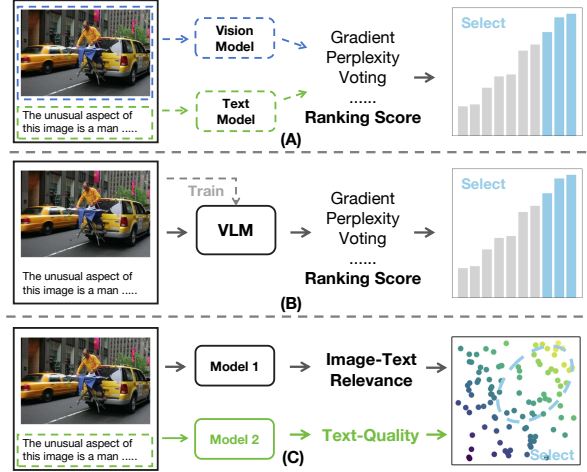 The unusual aspect of
this image is a man .....
Vision
Model
Text
Model
Gradient
Perplexity
Voting
......
Ranking Score
Select
(A)
The unusual aspect of
this image is a man .....
Train
VLM
Gradient
Perplexity
Voting
......
Ranking Score
Select
(B)
The unusual aspect of
this image is a man .....
Model 1
Image-Text
Relevance
Model 2
Text-Quality
Select
(C)